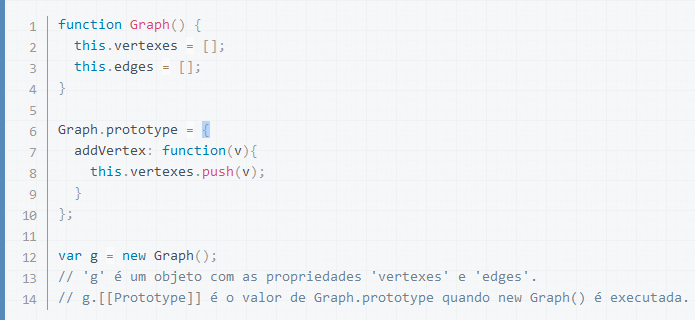 1 function Graph() {
2   this.vertexes = [];
3   this.edges = [];
4 }
5
6 Graph.prototype = {
7   addVertex: function(v){
8     this.vertexes.push(v);
9   }
10 };
11
12 var g = new Graph();
13 // 'g' é um objeto com as propriedades 'vertexes' e 'edges'.
14 // g.[[Prototype]] é o valor de Graph.prototype quando new Graph() é executada.